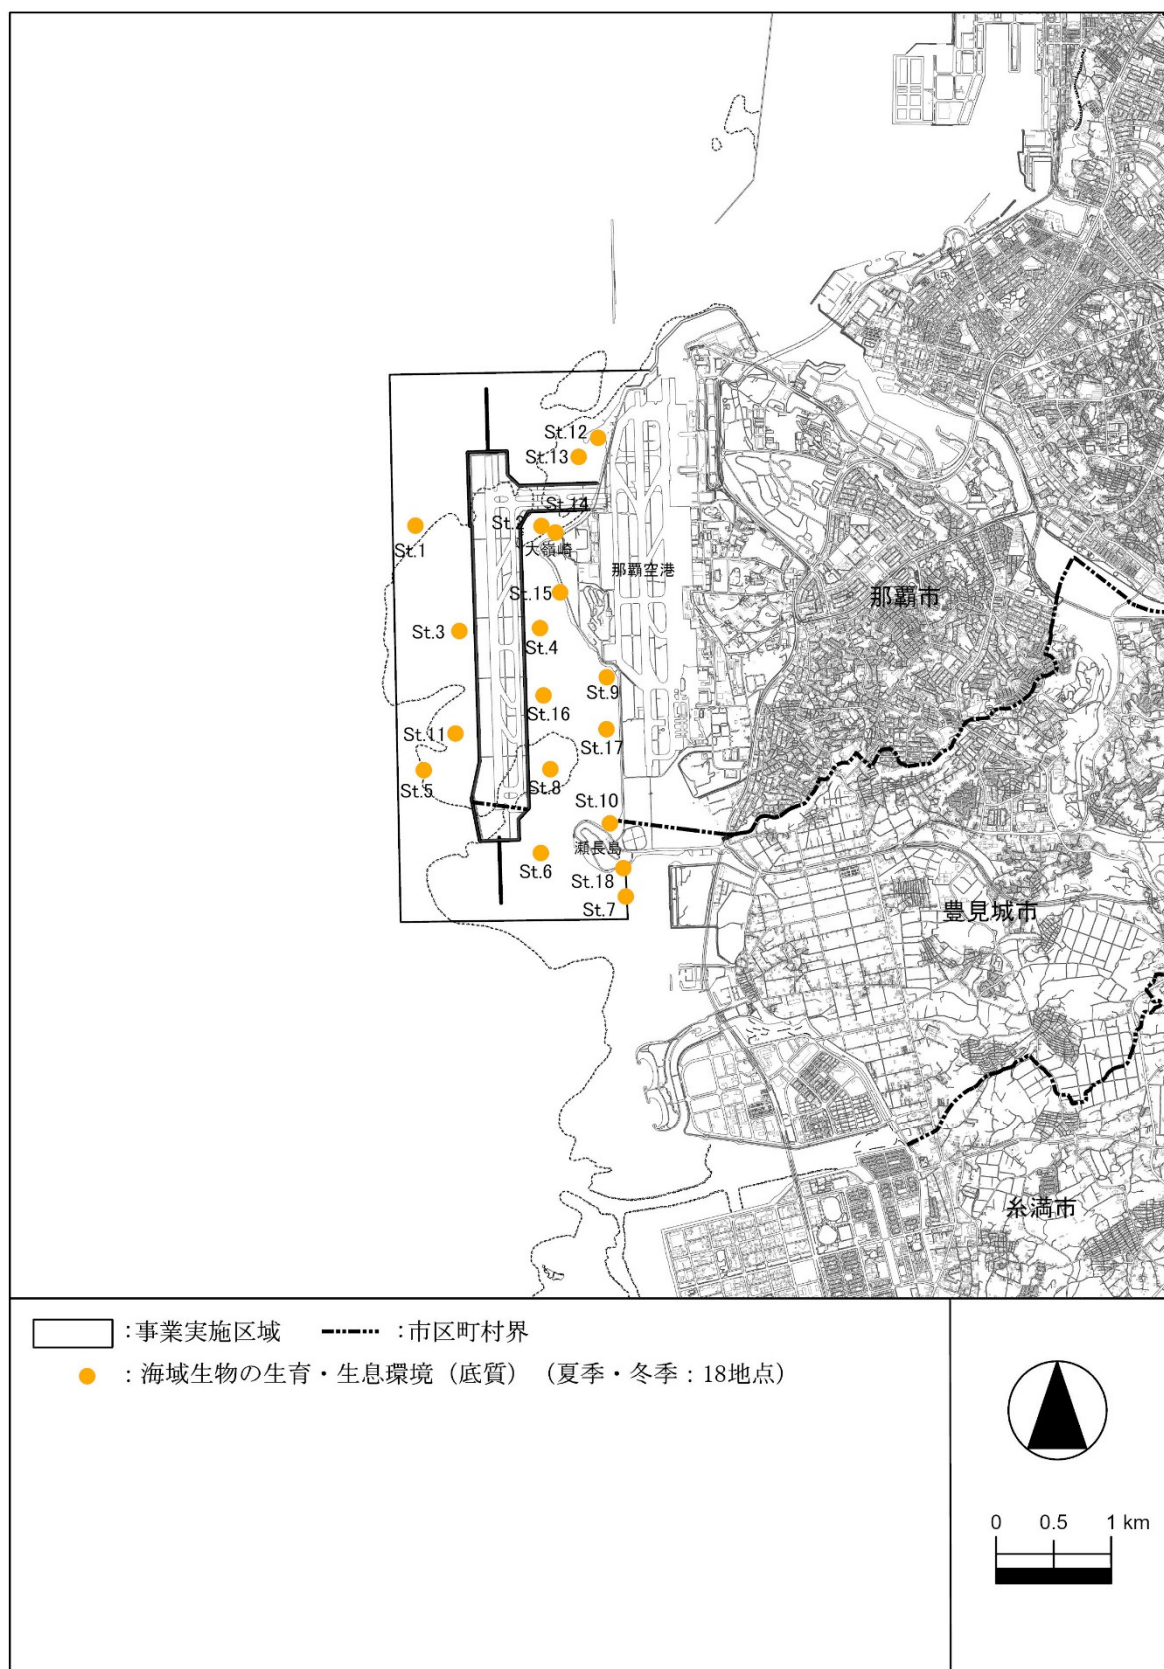 St.12
St.13
St.14
St.2
St.1
大嶺崎
那覇空港
St.15
那覇市
St.3
St.4
St.9
St.16
St.11
St.17
St.5
St.8
St.10
瀬長島
St.6
St.18
St.7
豊見城市
糸満市
：事業実施区域　：市区町村界
：海域生物の生育・生息環境（底質）（夏季・冬季：18地点）
0 0.5 1 km